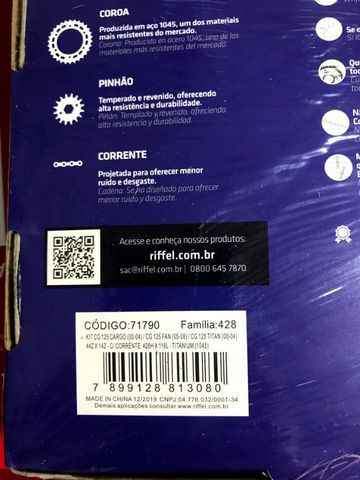 COROA
Produzida em aço 1045, um dos materiais
mais resistentes do mercado.
Corona: Producida en acero 1045, uno de los
materiales más resistentes del mercado.
PINHÃO
Temperado e revenido, oferecendo
alta resistência e durabilidade.
Piñon: Templado y revenido, ofreciendo
alta resistencia y durabilidad.
CORRENTE
Projetada para oferecer menor
ruído e desgaste.
Cadena: Se ha diseñado para ofrecer
menor ruido y desgaste.
Acesse e conheça nossos produtos:
riffel.com.br
sac@riffel.com.br | 0800 645 7870
CÓDIGO:71790 Família:428
KIT CG 125 CARGO (00-04) / CG 125 FAN (05-08) / CG 125 TITAN (00-04)
44Z X 14Z - C/ CORRENTE 428H X 116L - TITANIUM (1045)
7 899128 813080
MADE IN CHINA 12/2019 CNPJ:04.776.032/0001-34
Demais aplicações consultar www.riffel.com.br